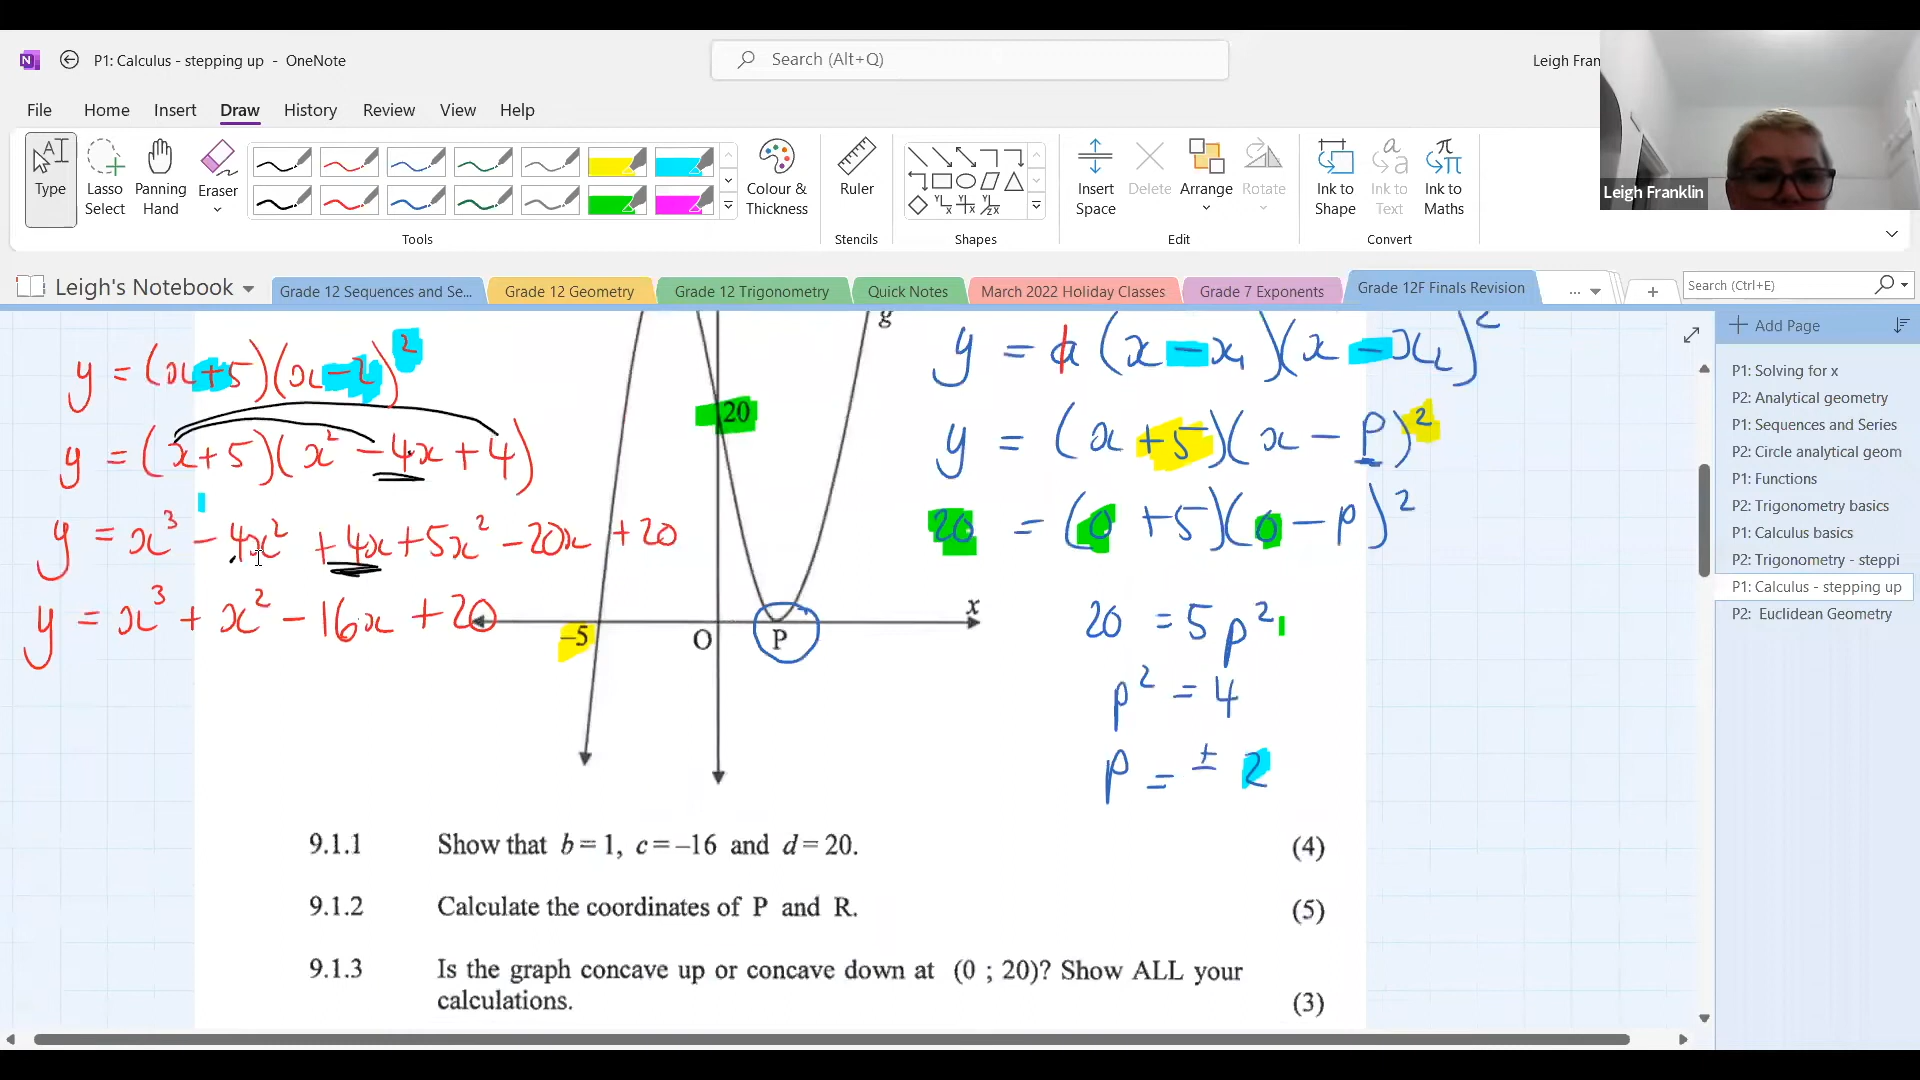 P1: Calculus - stepping up - OneNote
Search (Alt+Q)
Leigh Fran
File Home Insert Draw History Review View Help
Type
Lasso Select
Panning Hand
Eraser
Colour & Thickness
Ruler
Insert Space
Delete
Arrange
Rotate
Ink to Shape
Ink to Text
Ink to Maths
Tools Stencils Shapes Edit Convert
Leigh Franklin
Leigh's Notebook
Grade 12 Sequences and Se...
Grade 12 Geometry
Grade 12 Trigonometry
Quick Notes
March 2022 Holiday Classes
Grade 7 Exponents
Grade 12F Finals Revision
...
Search (Ctrl+E)
Add Page
P1: Solving for x
P2: Analytical geometry
P1: Sequences and Series
P2: Circle analytical geom
P1: Functions
P2: Trigonometry basics
P1: Calculus basics
P2: Trigonometry - steppi
P1: Calculus - stepping up
P2: Euclidean Geometry
y = (x+5)(x-2)²
y = (x+5)(x² - 4x + 4)
y = x³ - 4x² + 4x + 5x² - 20x + 20
y = x³ + x² - 16x + 20
g
20
x
-5
O
P
y = a(x - x₁)(x - x₂)²
y = (x + 5)(x - P)²
20 = (0 + 5)(0 - p)²
20 = 5p²
p² = 4
p = ± 2
9.1.1 Show that b = 1, c = –16 and d = 20. (4)
9.1.2 Calculate the coordinates of P and R. (5)
9.1.3 Is the graph concave up or concave down at (0 ; 20)? Show ALL your
calculations. (3)